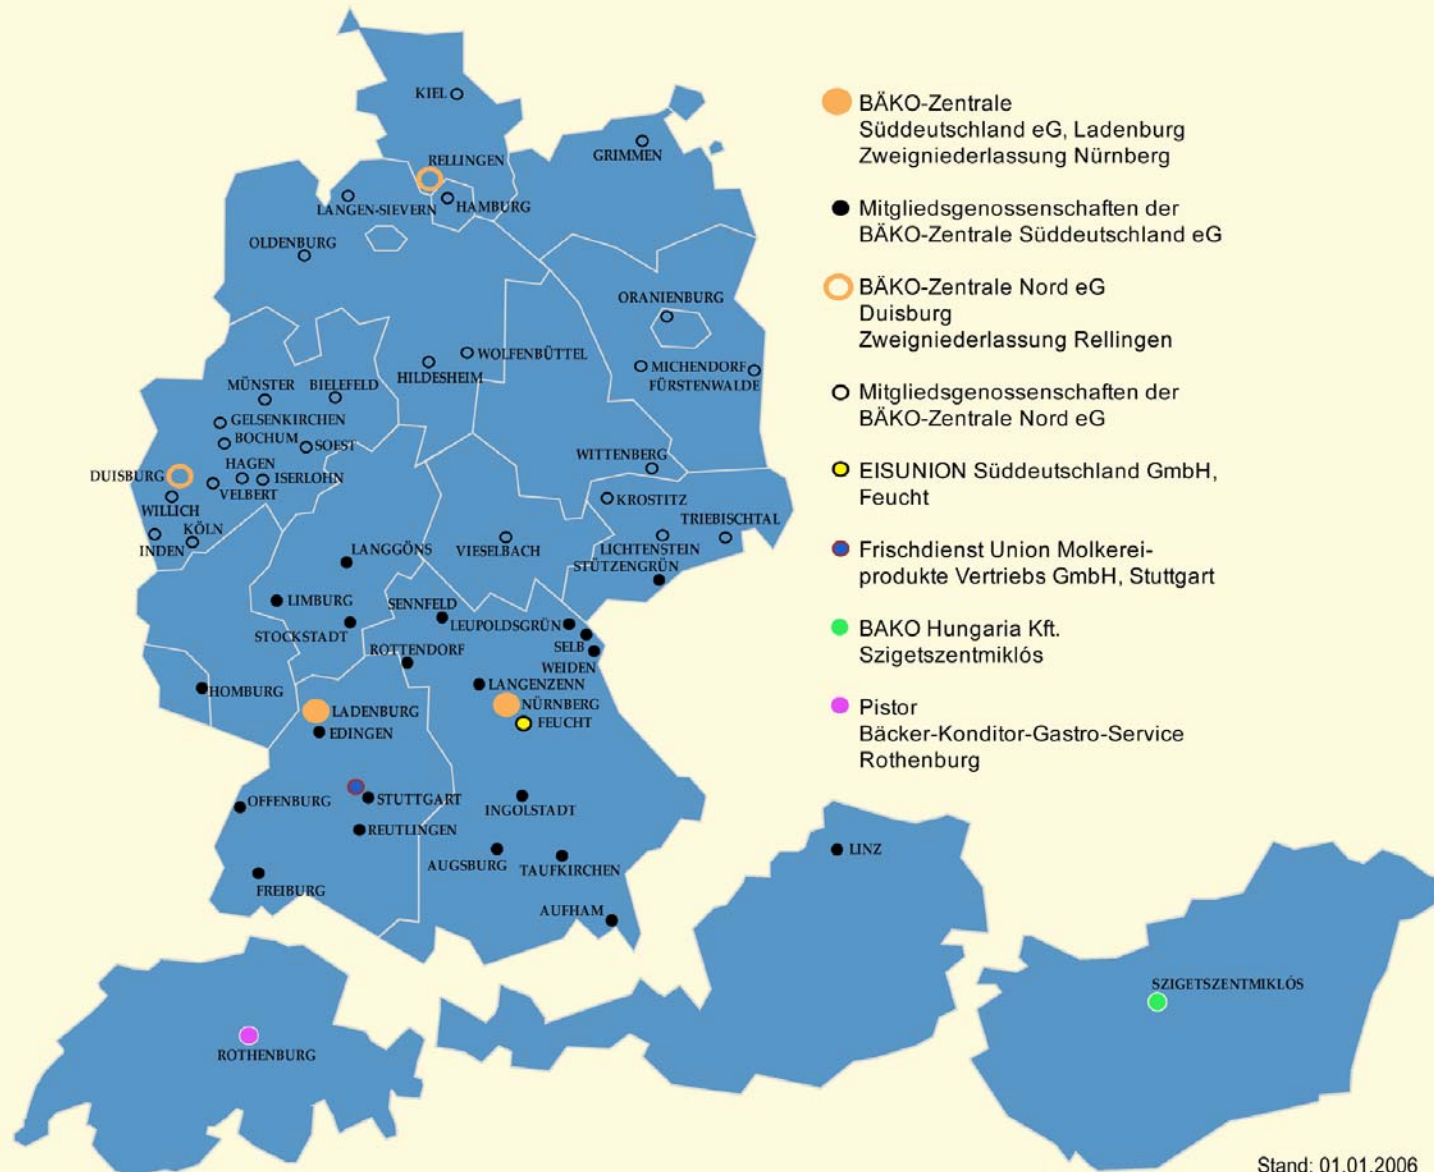 KIEL
GRIMMEN
RELLINGEN
LANGEN-SIEVERN
HAMBURG
OLDENBURG
ORANIENBURG
WOLFENBÜTTEL
HILDESHEIM
MICHENDORF
FÜRSTENWALDE
MÜNSTER
BIELEFELD
GELSENKIRCHEN
BOCHUM
SOEST
HAGEN
DUISBURG
ISERLOHN
VELBERT
WILLICH
KÖLN
INDEN
WITTENBERG
KROSTITZ
TRIEBISCHTAL
VIESELBACH
LICHTENSTEIN
STÜTZENGRÜN
LANGGÖNS
LIMBURG
SENNFELD
LEUPOLDSGRÜN
STOCKSTADT
ROTTENDORF
SELB
WEIDEN
HOMBURG
LANGENZENN
LADENBURG
NÜRNBERG
FEUCHT
EDINGEN
OFFENBURG
STUTTGART
INGOLSTADT
REUTLINGEN
AUGSBURG
TAUFKIRCHEN
FREIBURG
AUFHAM
LINZ
SZIGETSZENTMIKLÓS
ROTHENBURG
BÄKO-Zentrale
Süddeutschland eG, Ladenburg
Zweigniederlassung Nürnberg
Mitgliedsgenossenschaften der
BÄKO-Zentrale Süddeutschland eG
BÄKO-Zentrale Nord eG
Duisburg
Zweigniederlassung Rellingen
Mitgliedsgenossenschaften der
BÄKO-Zentrale Nord eG
EISUNION Süddeutschland GmbH,
Feucht
Frischdienst Union Molkerei-
produkte Vertriebs GmbH, Stuttgart
BAKO Hungaria Kft.
Szigetszentmiklós
Pistor
Bäcker-Konditor-Gastro-Service
Rothenburg
Stand: 01.01.2006